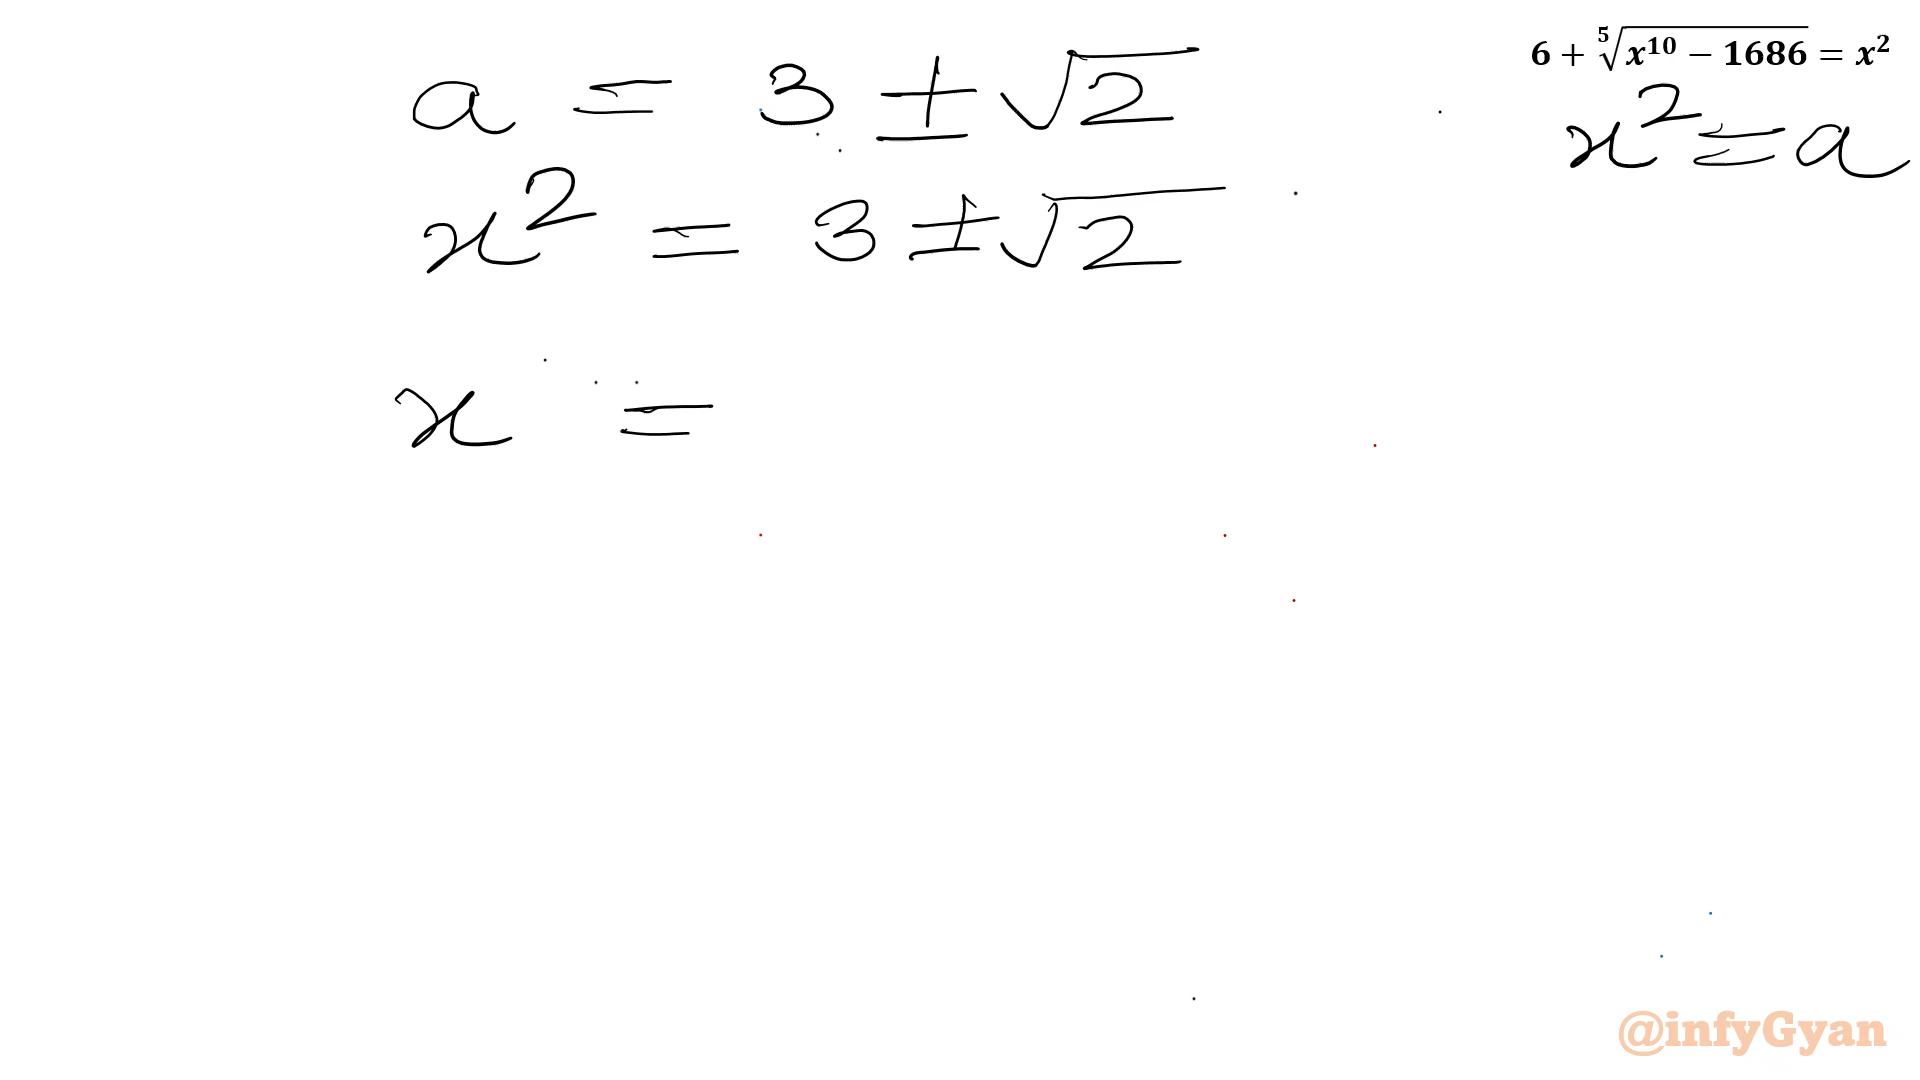 6 + ⁵√(x¹⁰ − 1686) = x²
x² = a
a = 3 ± √2
x² = 3 ± √2
x =
@infyGyan